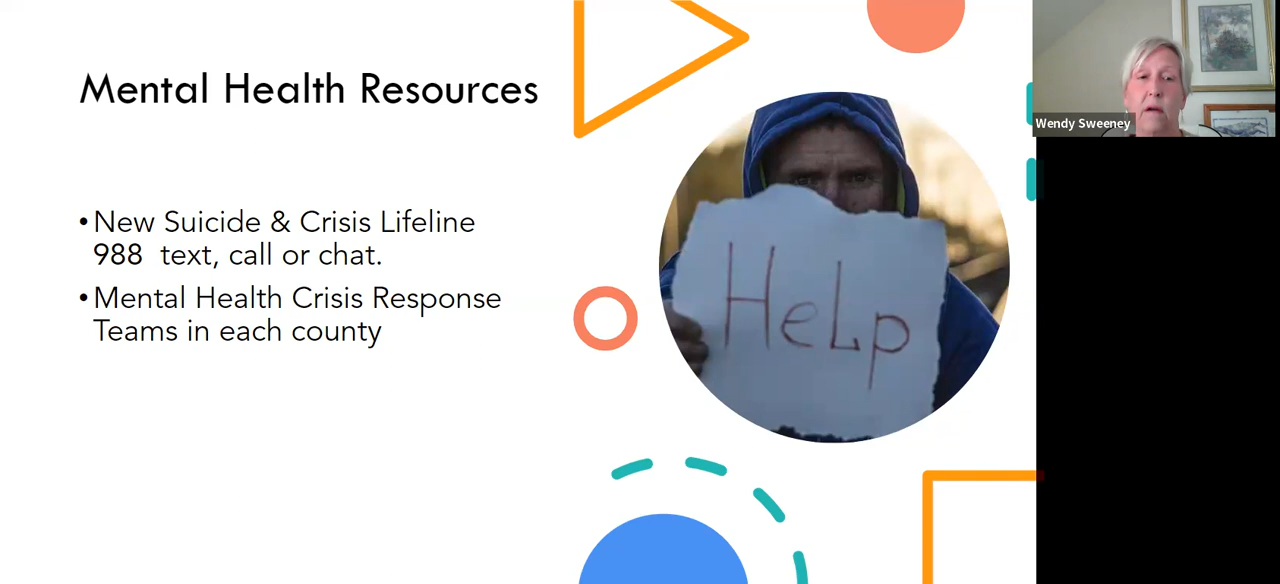 Mental Health Resources
• New Suicide & Crisis Lifeline
988 text, call or chat.
• Mental Health Crisis Response
Teams in each county
HeLp
Wendy Sweeney